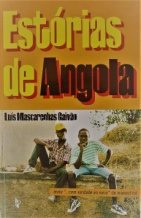 Estórias
de Angola
Luís Mascarenhas Gaivão